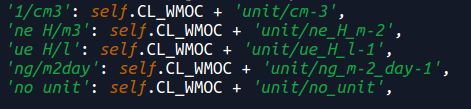 '1/cm3': self.CL_WMOC + 'unit/cm-3',
'ne H/m3': self.CL_WMOC + 'unit/ne_H_m-2',
'ue H/l': self.CL_WMOC + 'unit/ue_H_l-1',
'ng/m2day': self.CL_WMOC + 'unit/ng_m-2_day-1',
'no unit': self.CL_WMOC + 'unit/no_unit',